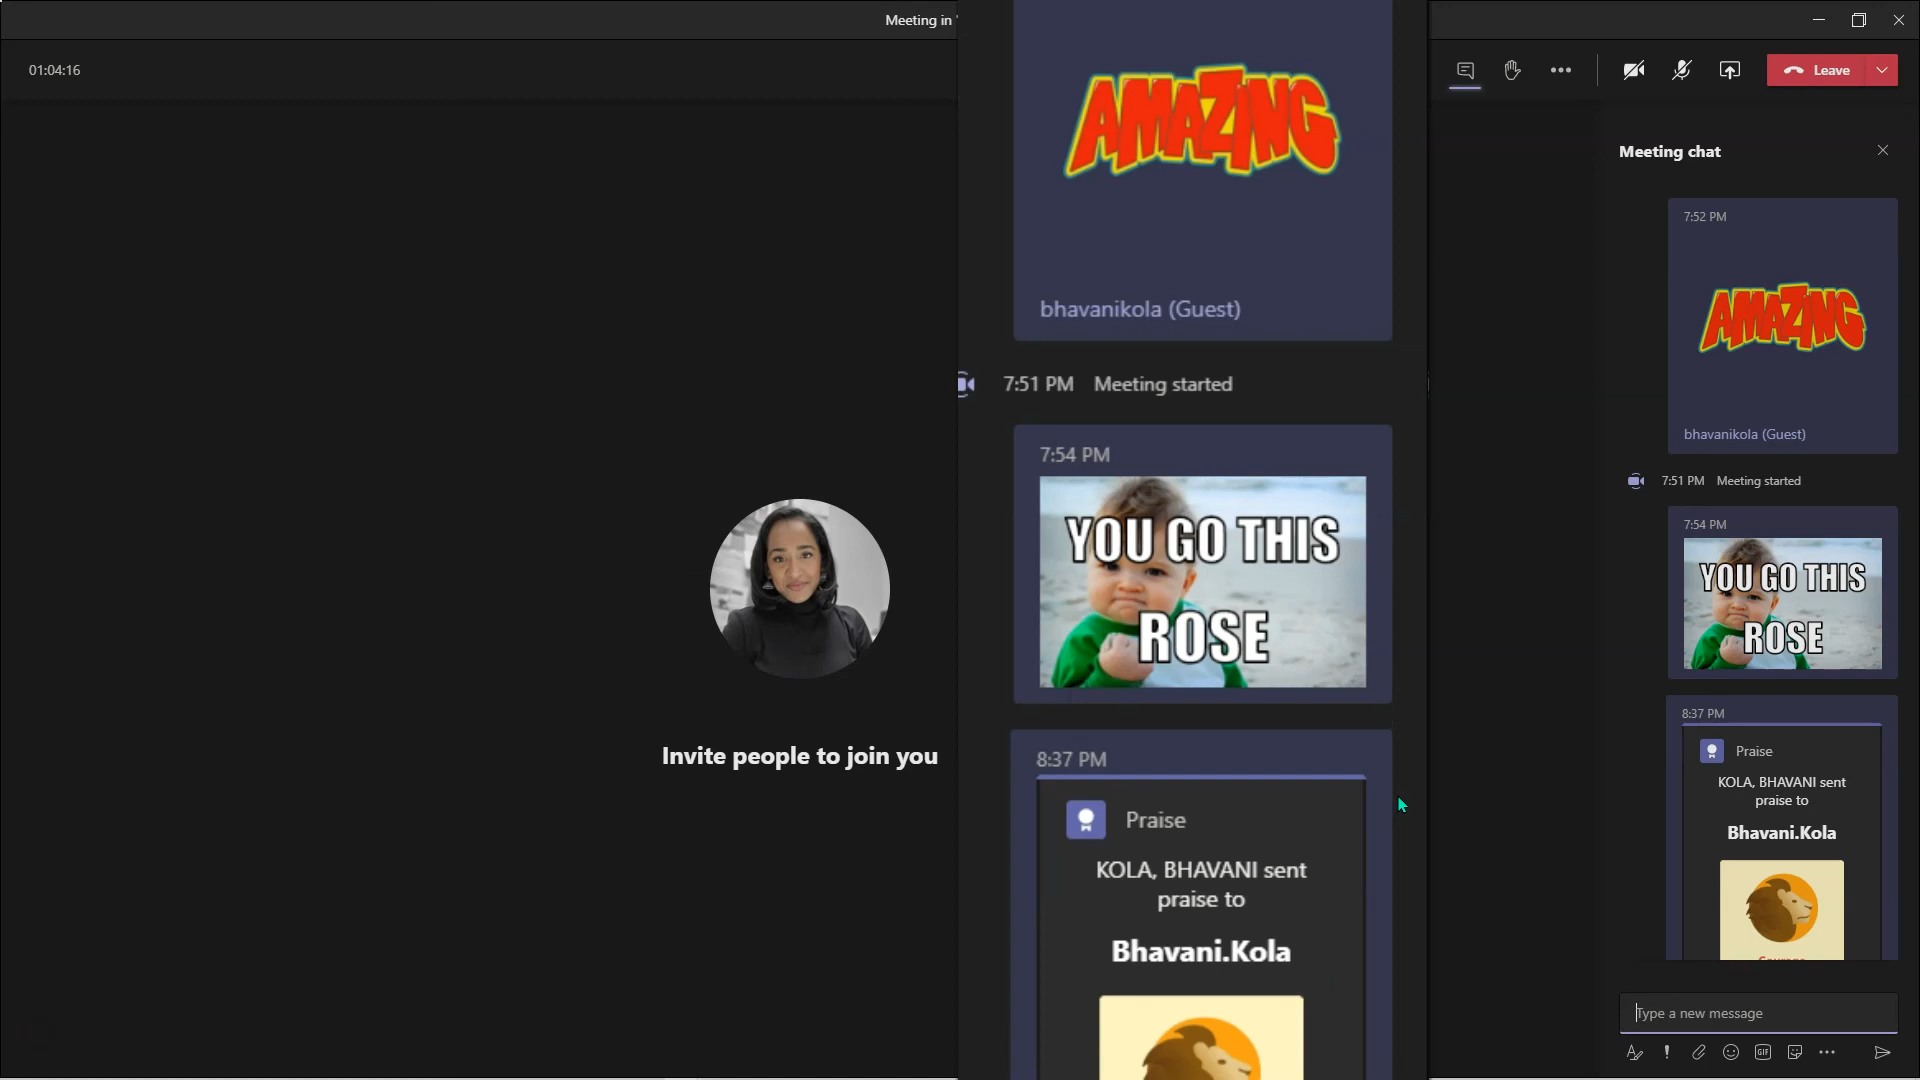 Meeting in
01:04:16
Leave
Invite people to join you
AMAZING
bhavanikola (Guest)
7:51 PM Meeting started
7:54 PM
YOU GO THIS
ROSE
8:37 PM
Praise
KOLA, BHAVANI sent
praise to
Bhavani.Kola
Meeting chat
7:52 PM
AMAZING
bhavanikola (Guest)
7:51 PM Meeting started
7:54 PM
YOU GO THIS
ROSE
8:37 PM
Praise
KOLA, BHAVANI sent
praise to
Bhavani.Kola
Type a new message
GIF